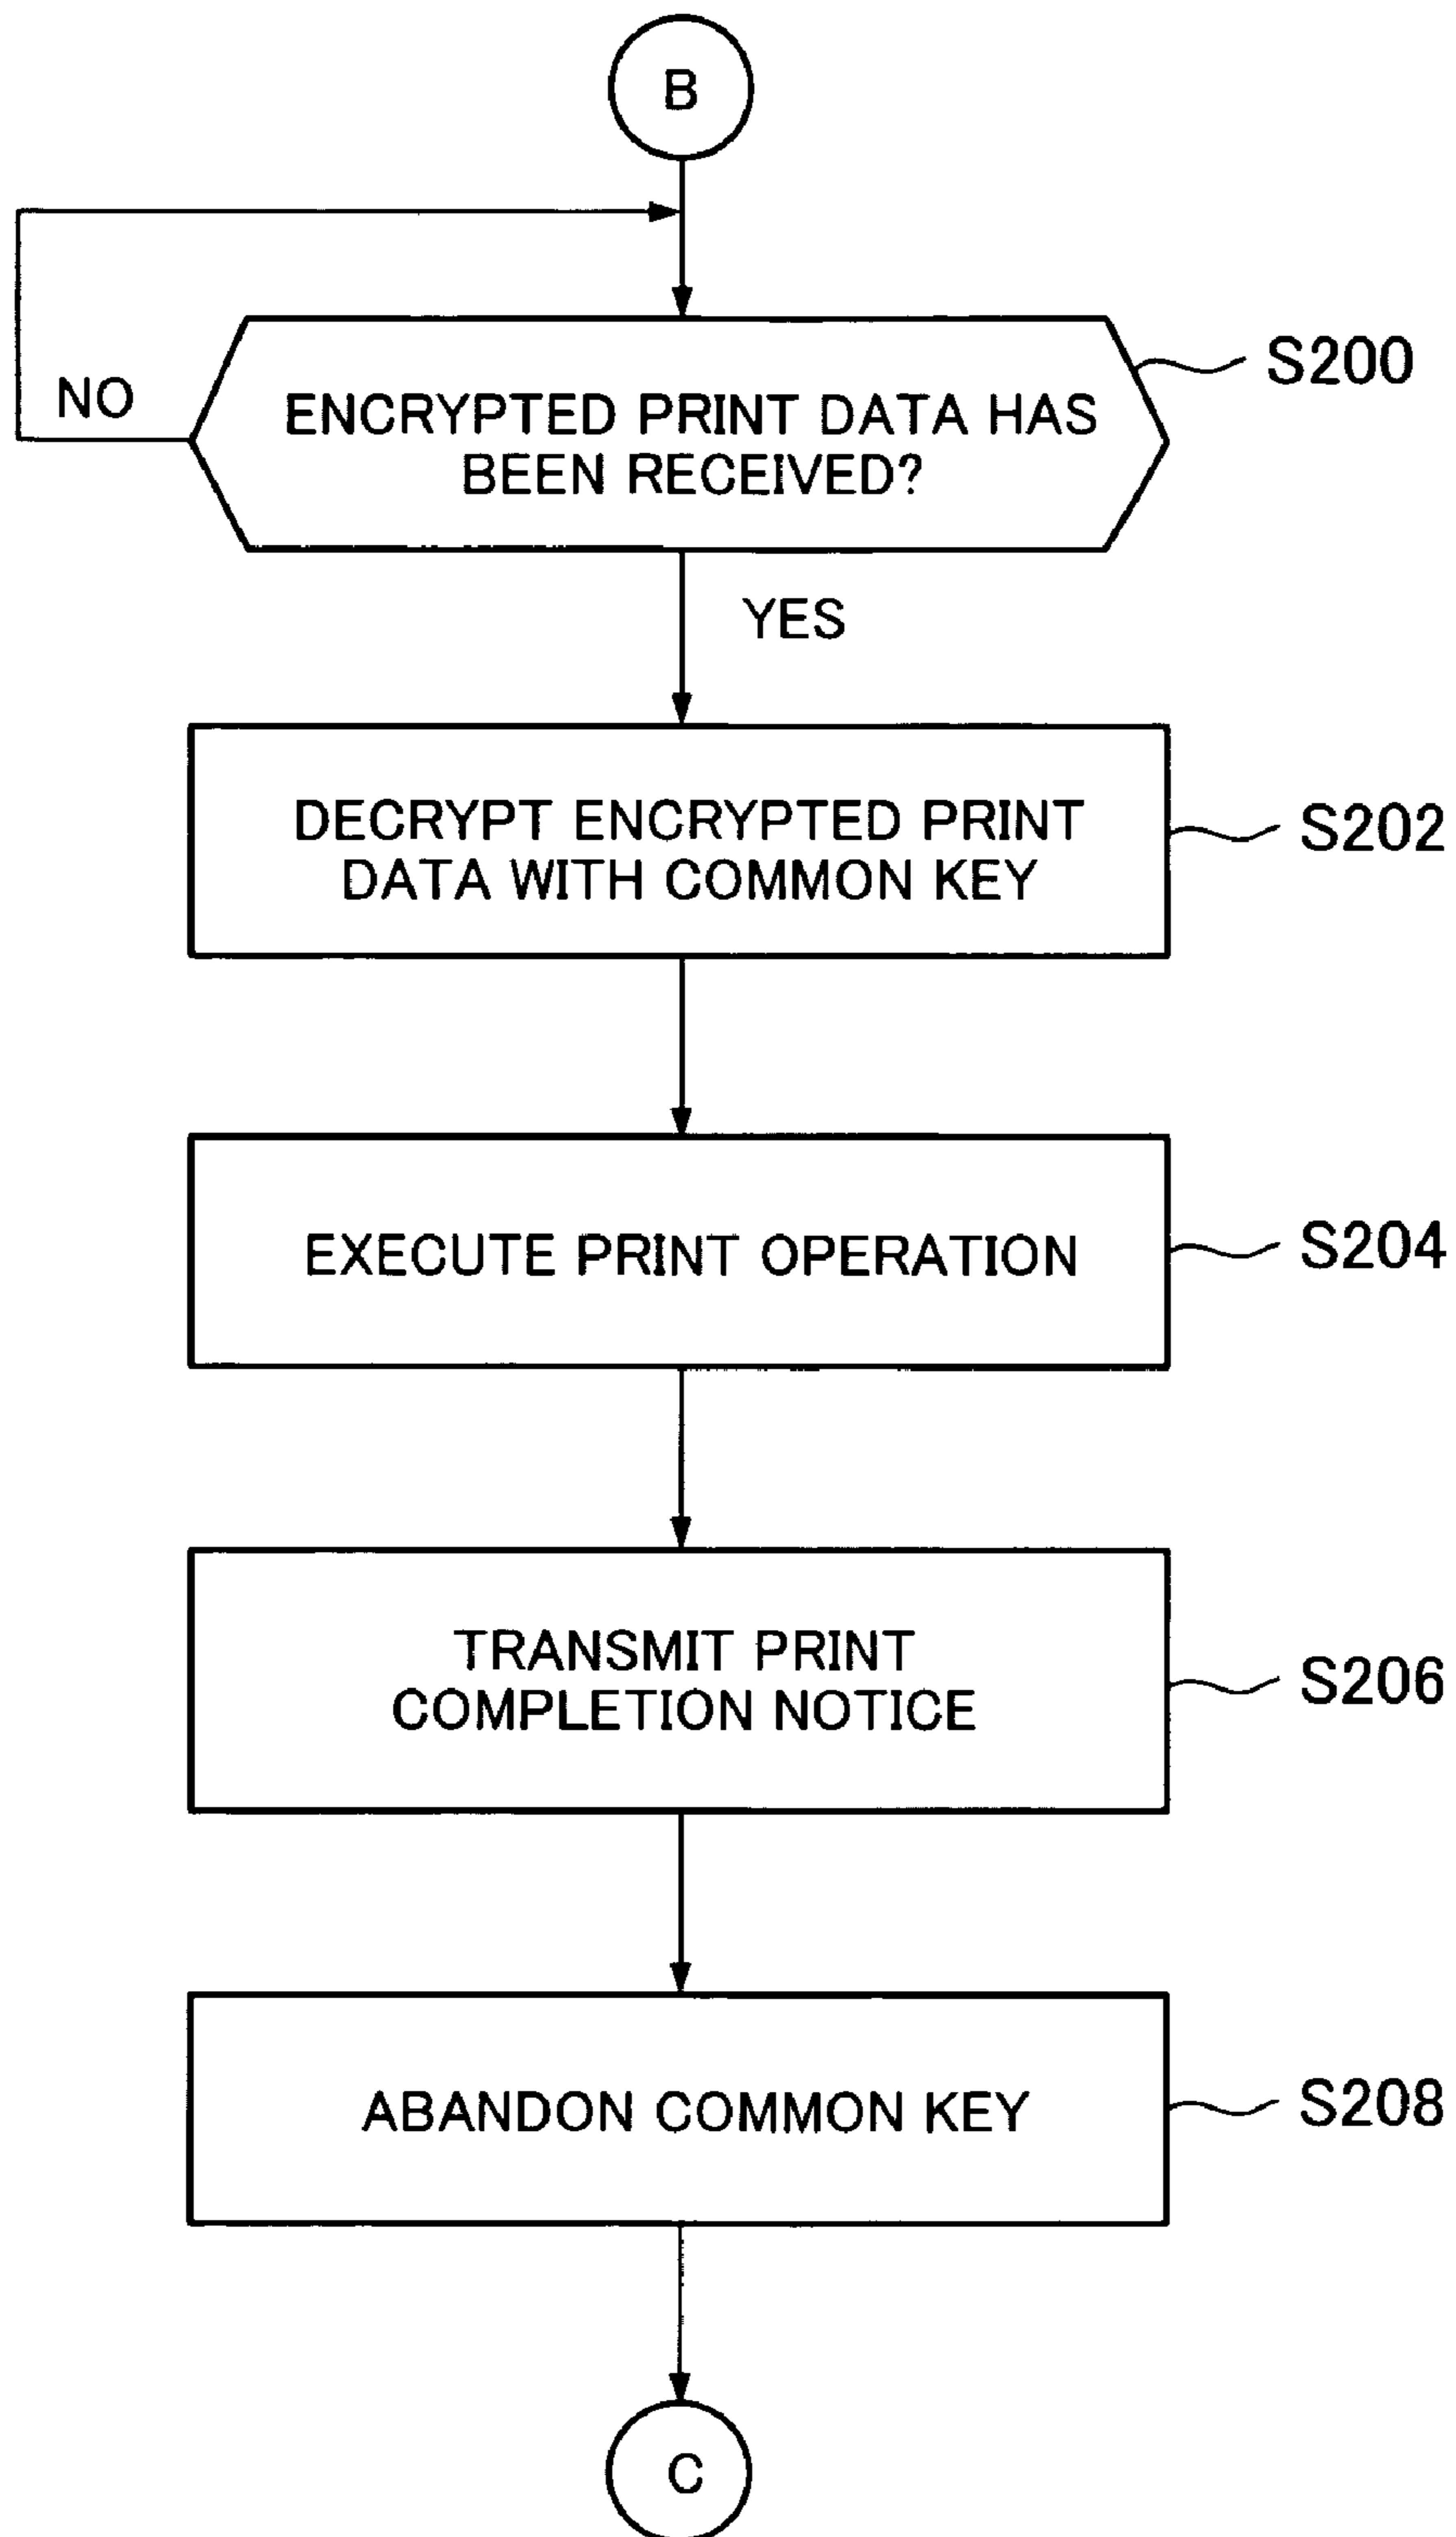 B
S200
NO
ENCRYPTED PRINT DATA HAS
BEEN RECEIVED?
YES
DECRYPT ENCRYPTED PRINT
DATA WITH COMMON KEY
S202
EXECUTE PRINT OPERATION
S204
TRANSMIT PRINT
COMPLETION NOTICE
S206
ABANDON COMMON KEY
S208
C